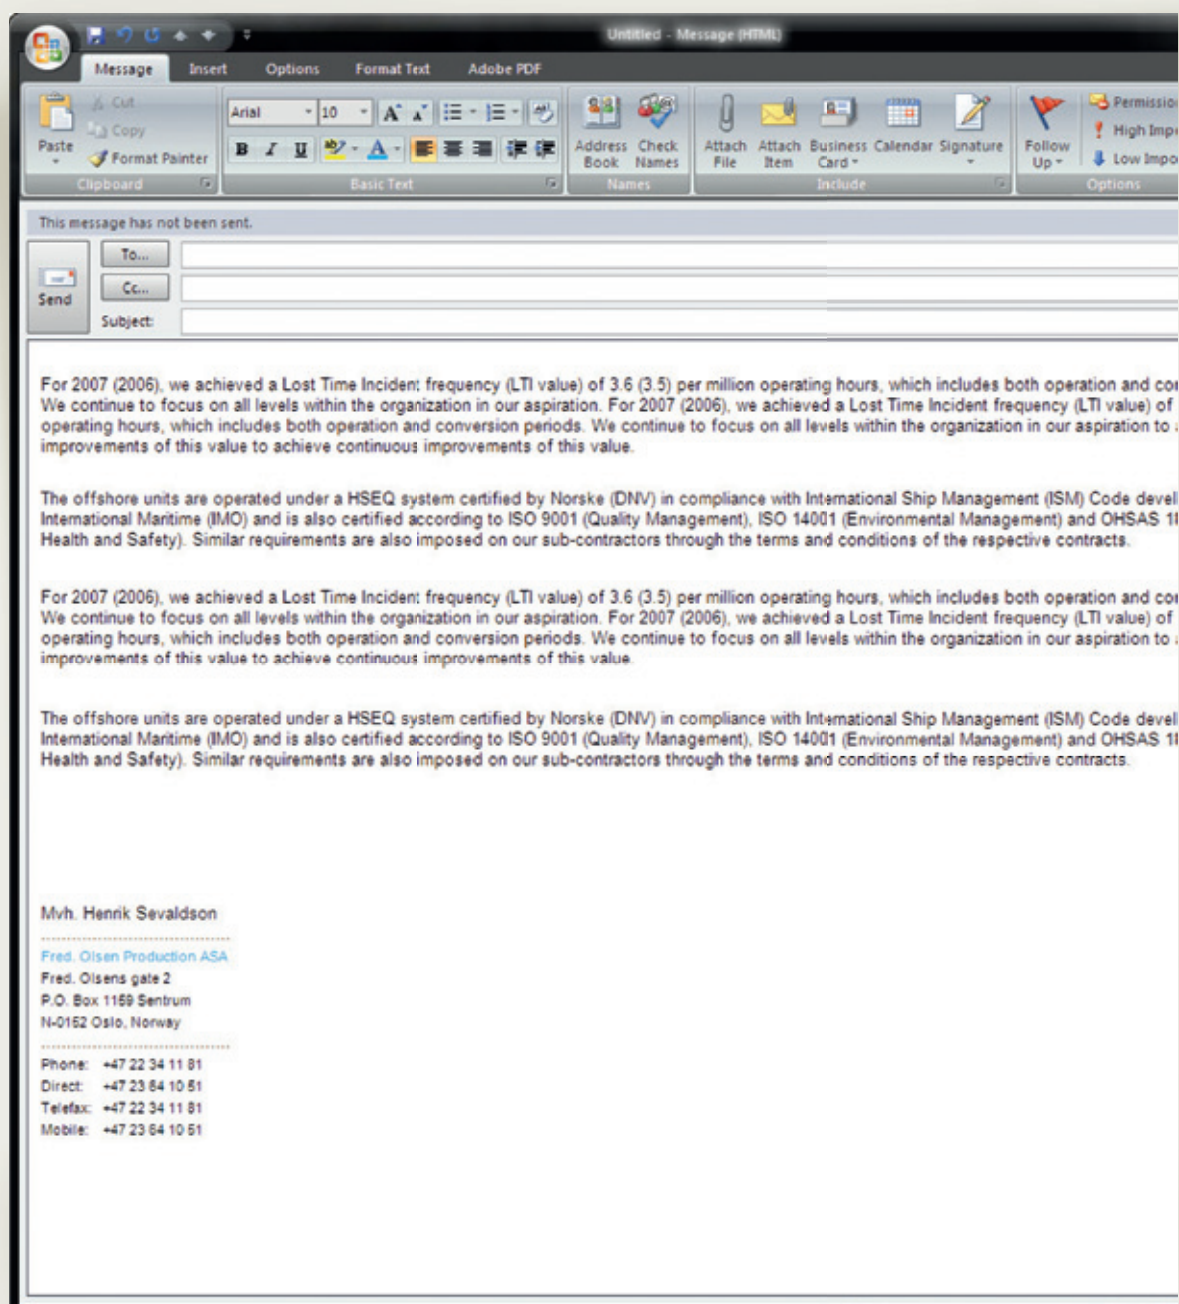 Untitled - Message (HTML)
Message Insert Options Format Text Adobe PDF
Cut
Copy
Paste
Format Painter
Clipboard
Arial 10
B I U
Basic Text
Address Book
Check Names
Names
Attach File
Attach Item
Business Card
Calendar
Signature
Include
Follow Up
Permission
High Impo
Low Impo
Options
This message has not been sent.
To...
Send
Cc...
Subject:
For 2007 (2006), we achieved a Lost Time Incident frequency (LTI value) of 3.6 (3.5) per million operating hours, which includes both operation and con
We continue to focus on all levels within the organization in our aspiration. For 2007 (2006), we achieved a Lost Time Incident frequency (LTI value) of
operating hours, which includes both operation and conversion periods. We continue to focus on all levels within the organization in our aspiration to
improvements of this value to achieve continuous improvements of this value.
The offshore units are operated under a HSEQ system certified by Norske (DNV) in compliance with International Ship Management (ISM) Code devel
International Maritime (IMO) and is also certified according to ISO 9001 (Quality Management), ISO 14001 (Environmental Management) and OHSAS 18
Health and Safety). Similar requirements are also imposed on our sub-contractors through the terms and conditions of the respective contracts.
For 2007 (2006), we achieved a Lost Time Incident frequency (LTI value) of 3.6 (3.5) per million operating hours, which includes both operation and con
We continue to focus on all levels within the organization in our aspiration. For 2007 (2006), we achieved a Lost Time Incident frequency (LTI value) of
operating hours, which includes both operation and conversion periods. We continue to focus on all levels within the organization in our aspiration to
improvements of this value to achieve continuous improvements of this value.
The offshore units are operated under a HSEQ system certified by Norske (DNV) in compliance with International Ship Management (ISM) Code devel
International Maritime (IMO) and is also certified according to ISO 9001 (Quality Management), ISO 14001 (Environmental Management) and OHSAS 18
Health and Safety). Similar requirements are also imposed on our sub-contractors through the terms and conditions of the respective contracts.
Mvh. Henrik Sevaldson
Fred. Olsen Production ASA
Fred. Olsens gate 2
P.O. Box 1159 Sentrum
N-0152 Oslo, Norway
Phone: +47 22 34 11 81
Direct: +47 23 64 10 51
Telefax: +47 22 34 11 81
Mobile: +47 23 64 10 51